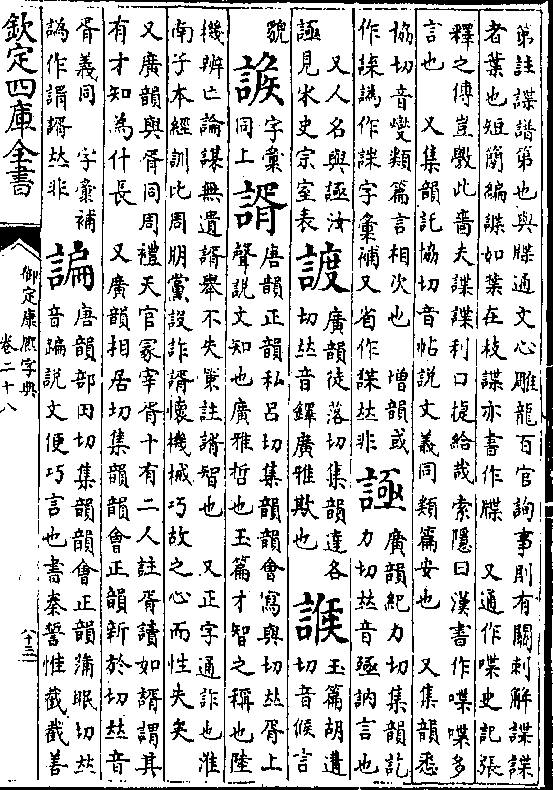 第註諜譜第也與牒通文心雕龍百官詢事則有關刺解諜諜
者葉也短簡編諜如葉在枝諜亦書作牒　又通作喋史記張
釋之傅豈斆此嗇夫諜諜利口捷給哉索隱曰漢書作喋喋多
言也　又集韻託協切音帖說文義同類篇安也　又集韻悉
協切音燮類篇言相次也　增韻或
作諜譌作　字彙補又省作　𠀤非
廣韻紀力切集韻訖
力切𠀤音殛訥言也
又人名與　汝
見宋史宗室表
廣韻徒落切集韻達各
切𠀤音鐸廣雅欺也
玉篇胡遘
切音候言
貌
字彙
同上
諝
唐韻正韻私呂切集韻韻會寫與切𠀤胥上
聲說文知也廣雅哲也玉篇才智之稱也陸
機辨亡論謀無遺諝舉不失策註諝智也　又正字通詐也淮
南子本經訓比周朋黨設詐諝懷機械巧故之心而性失矣
又廣韻與胥同周禮天官冢宰胥十有二人註胥讀如諝謂其
有才知為什長　又廣韻相居切集韻韻會正韻新於切𠀤音
胥義同　字彙補
譌作　𠀤非
諞
唐韻部田切集韻韻會正韻蒲眠切𠀤
音蹁說文便巧言也書秦誓惟截截善
欽定四庫全書
御定康熙字典
卷二十八
十三